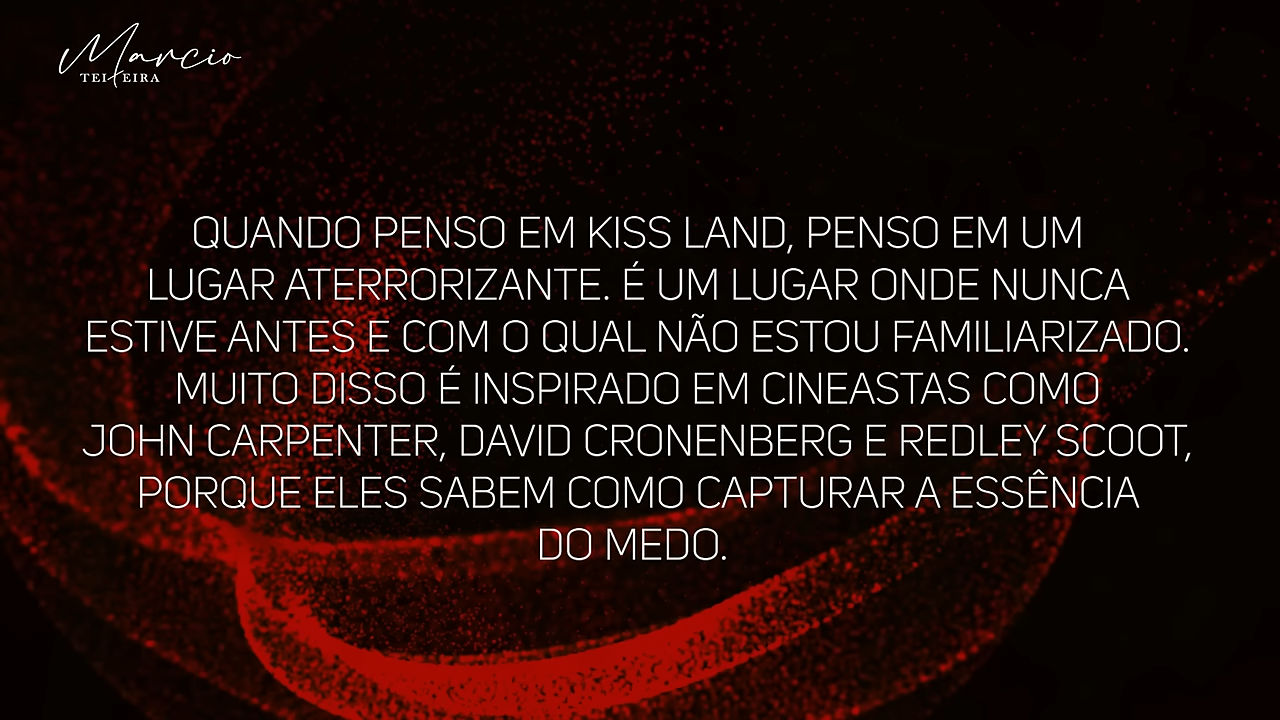 Marcio
TEIXEIRA
QUANDO PENSO EM KISS LAND, PENSO EM UM
LUGAR ATERRORIZANTE. É UM LUGAR ONDE NUNCA
ESTIVE ANTES E COM O QUAL NÃO ESTOU FAMILIARIZADO.
MUITO DISSO É INSPIRADO EM CINEASTAS COMO
JOHN CARPENTER, DAVID CRONENBERG E REDLEY SCOOT,
PORQUE ELES SABEM COMO CAPTURAR A ESSÊNCIA
DO MEDO.